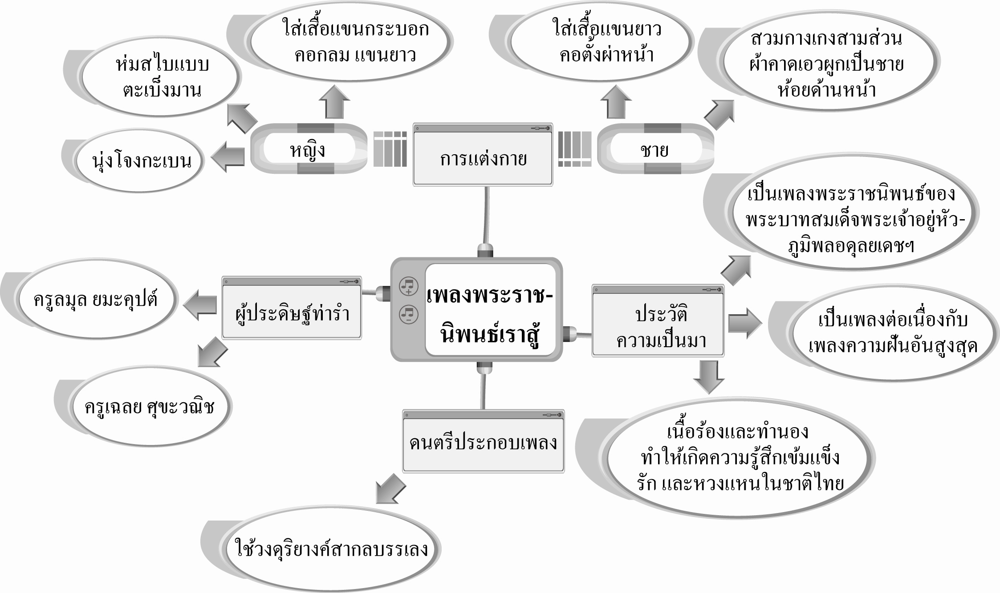 ใส่เสื้อแขนกระบอก
คอกลม แขนยาว
ใส่เสื้อแขนยาว
คอตั้งผ่าหน้า
สวมกางเกงสามส่วน
ผ้าคาดเอวผูกเป็นชาย
ห้อยด้านหน้า
ห่มสไบแบบ
ตะเบ็งมาน
นุ่งโจงกะเบน
หญิง
การแต่งกาย
ชาย
เป็นเพลงพระราชนิพนธ์ของ
พระบาทสมเด็จพระเจ้าอยู่หัว-
ภูมิพลอดุลยเดชฯ
ครูลมุล ยมะคุปต์
ผู้ประดิษฐ์ท่ารำ
เพลงพระราช-
นิพนธ์เราสู้
ประวัติ
ความเป็นมา
เป็นเพลงต่อเนื่องกับ
เพลงความฝันอันสูงสุด
ครูเฉลย ศุขะวณิช
ดนตรีประกอบเพลง
เนื้อร้องและทำนอง
ทำให้เกิดความรู้สึกเข้มแข็ง
รัก และหวงแหนในชาติไทย
ใช้วงดุริยางค์สากลบรรเลง